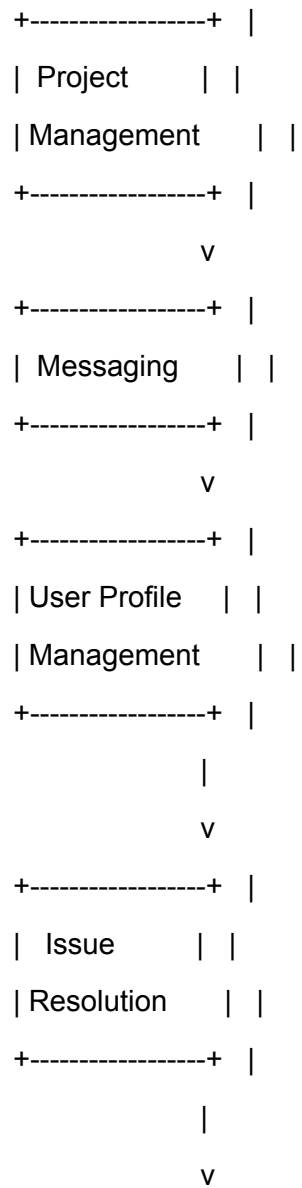 +------------------+   |
|  Project        |   |
| Management       |   |
+------------------+   |
v
+------------------+   |
|  Messaging       |   |
+------------------+   |
v
+------------------+   |
| User Profile     |   |
| Management       |   |
+------------------+   |
|
v
+------------------+   |
|   Issue          |   |
| Resolution       |   |
+------------------+   |
|
v